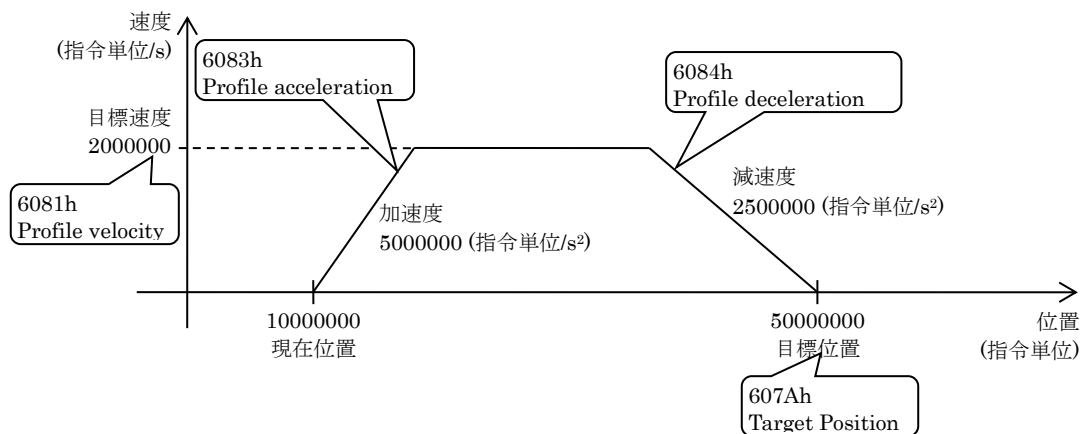 速度
(指令単位/s)
6083h
Profile acceleration
6084h
Profile deceleration
目標速度
2000000
6081h
Profile velocity
加速度
5000000 (指令単位/s²)
減速度
2500000 (指令単位/s²)
10000000
現在位置
50000000
目標位置
位置
(指令単位)
607Ah
Target Position